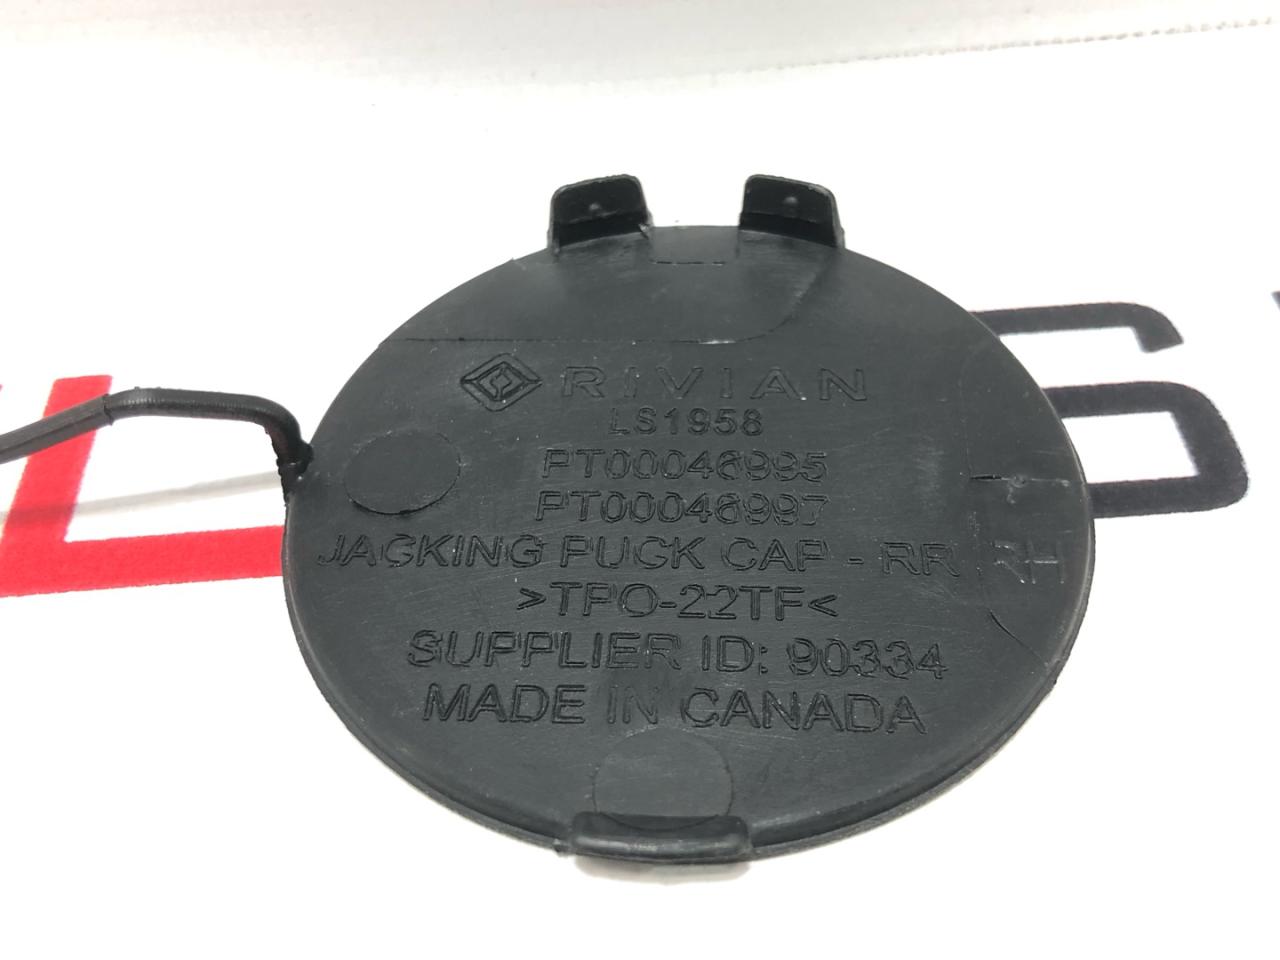 RIVIAN
LS1958
PT00046995
PT00046997
JACKING PUCK CAP - RR RH
>TPO-22TF<
SUPPLIER ID: 90334
MADE IN CANADA